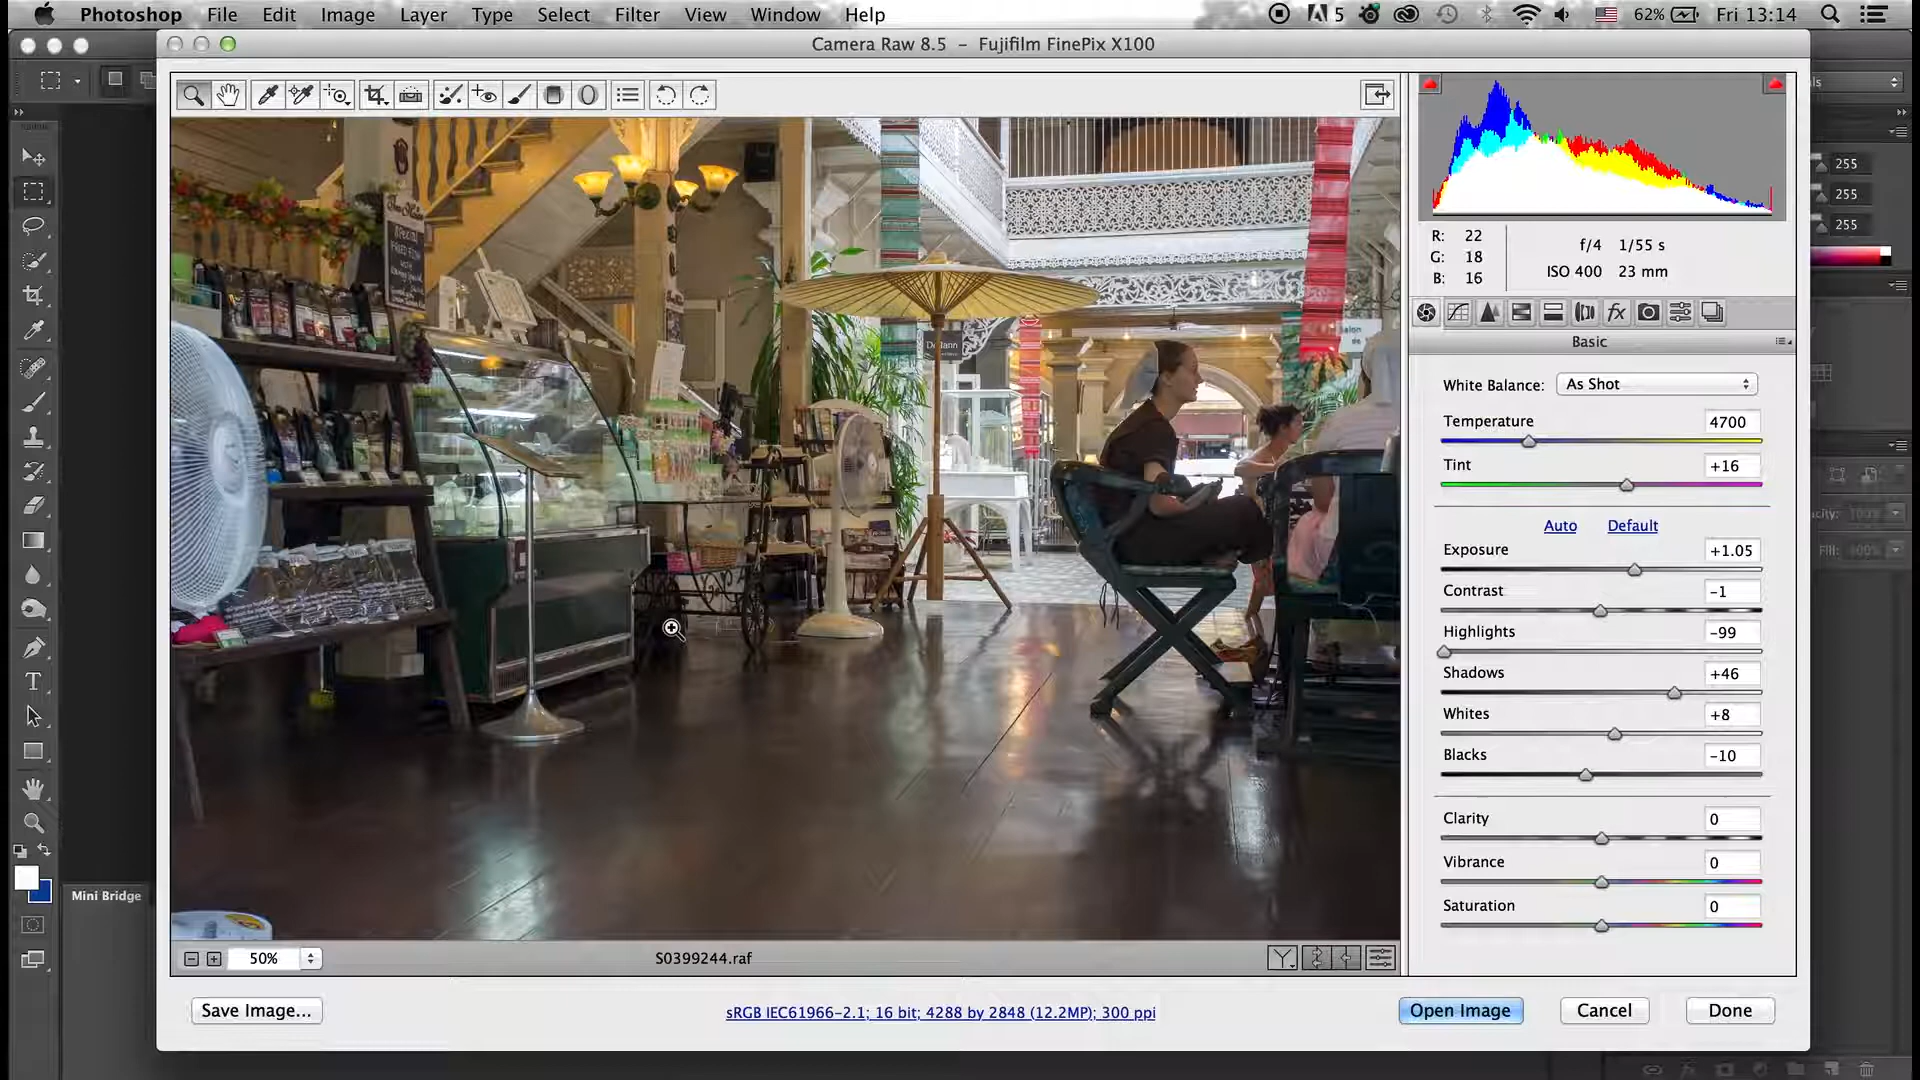 Photoshop File Edit Image Layer Type Select Filter View Window Help 5 62% Fri 13:14
Camera Raw 8.5 – Fujifilm FinePix X100
R: 22
G: 18
B: 16
f/4 1/55 s
ISO 400 23 mm
255
255
255
Basic
White Balance: As Shot
Temperature 4700
Tint +16
Auto Default
Exposure +1.05
Contrast -1
Highlights -99
Shadows +46
Whites +8
Blacks -10
Clarity 0
Vibrance 0
Saturation 0
Mini Bridge
50% S0399244.raf
Save Image... sRGB IEC61966-2.1; 16 bit; 4288 by 2848 (12.2MP); 300 ppi Open Image Cancel Done
Fill: 100%